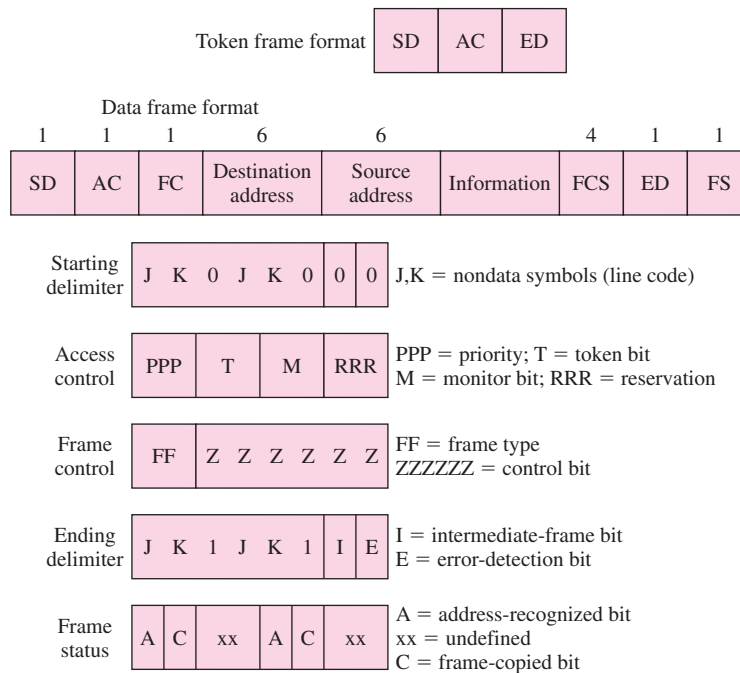 Token frame format SD AC ED
Data frame format
1 1 1 6 6 4 1 1
SD AC FC Destination address Source address Information FCS ED FS
Starting delimiter J K 0 J K 0 0 0 J,K = nondata symbols (line code)
Access control PPP T M RRR PPP = priority; T = token bit
M = monitor bit; RRR = reservation
Frame control FF Z Z Z Z Z Z FF = frame type
ZZZZZZ = control bit
Ending delimiter J K 1 J K 1 I E I = intermediate-frame bit
E = error-detection bit
Frame status A C xx A C xx A = address-recognized bit
xx = undefined
C = frame-copied bit